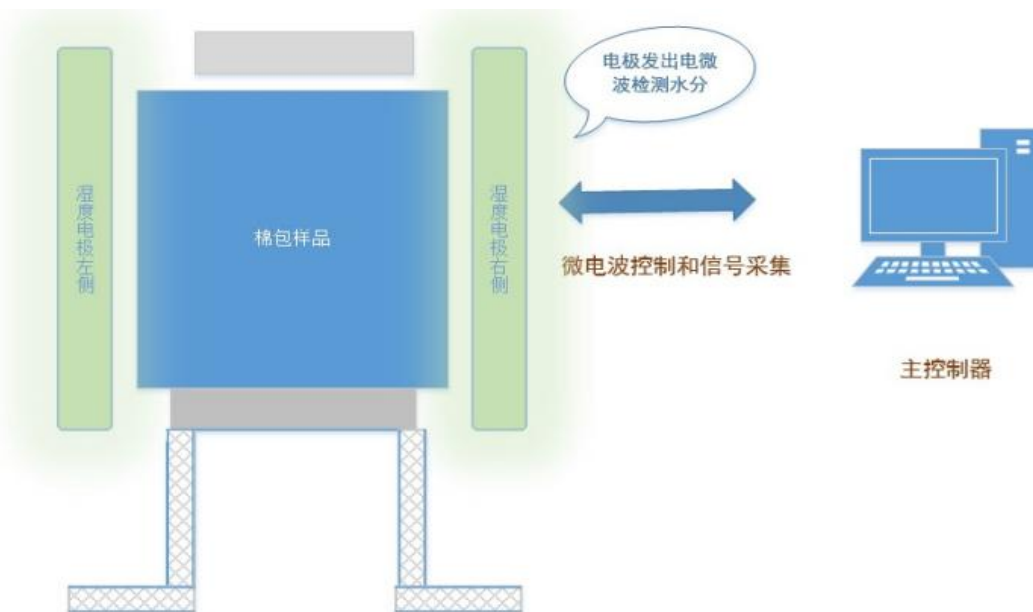 电极发出电微
波检测水分
湿度电极左侧
棉包样品
湿度电极右侧
微电波控制和信号采集
主控制器